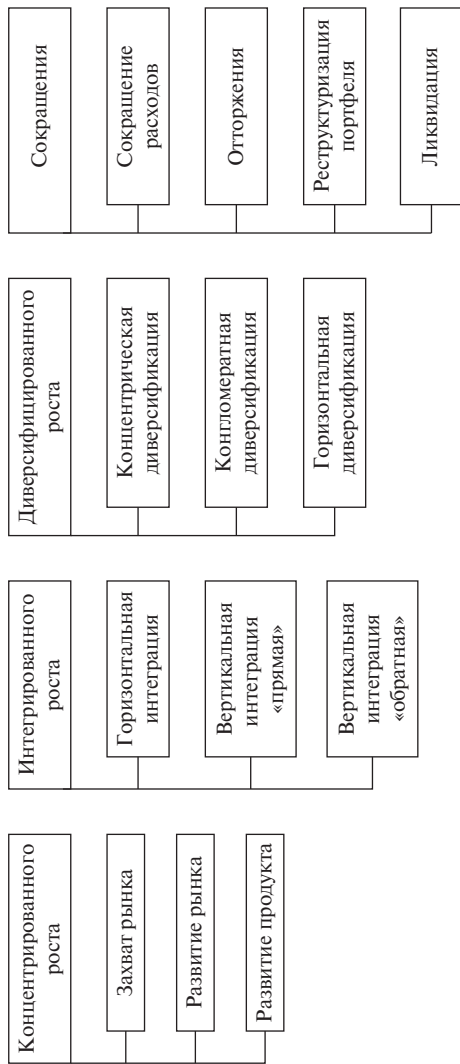 Концентрированного
роста
Захват рынка
Развитие рынка
Развитие продукта
Интегрированного
роста
Горизонтальная
интеграция
Вертикальная
интеграция
«прямая»
Вертикальная
интеграция
«обратная»
Диверсифицированного
роста
Концентрическая
диверсификация
Конгломератная
диверсификация
Горизонтальная
диверсификация
Сокращения
Сокращение
расходов
Отторжения
Реструктуризация
портфеля
Ликвидация